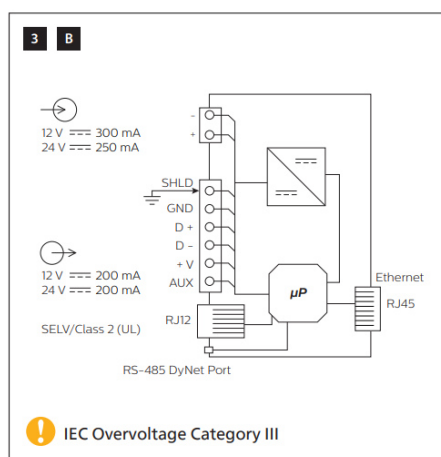 3 B
12 V ⎓ 300 mA
24 V ⎓ 250 mA
-
+
SHLD
GND
D +
D -
+ V
AUX
12 V ⎓ 200 mA
24 V ⎓ 200 mA
SELV/Class 2 (UL)
RJ12
µP
Ethernet
RJ45
RS-485 DyNet Port
! IEC Overvoltage Category III